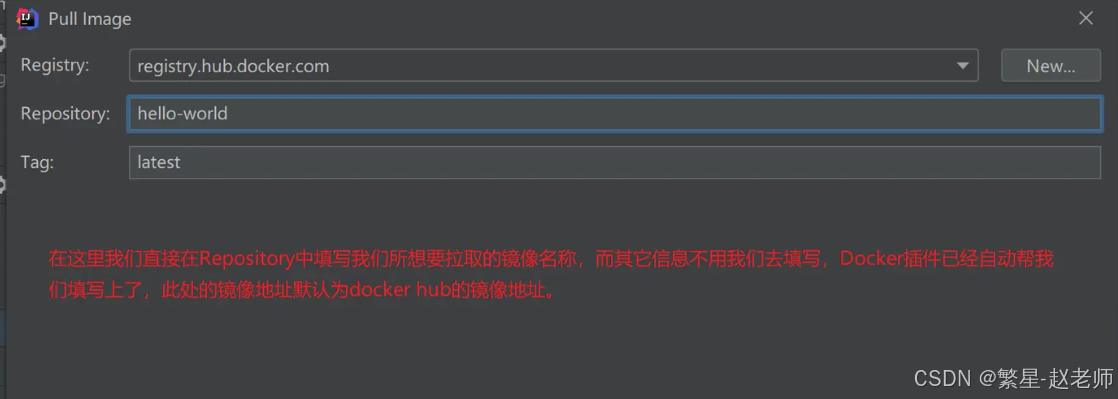 Pull Image
Registry: registry.hub.docker.com New...
Repository: hello-world
Tag: latest
在这里我们直接在Repository中填写我们所想要拉取的镜像名称，而其它信息不用我们去填写，Docker插件已经自动帮我
们填写上了，此处的镜像地址默认为docker hub的镜像地址。
CSDN @繁星-赵老师